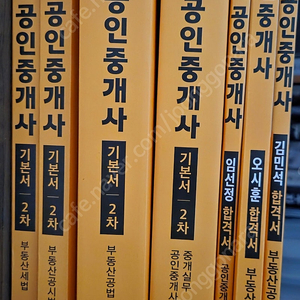 공인중개사 기본서 2차 부동산세법
공인중개사 기본서 2차 부동산공시법
공인중개사 기본서 2차 부동산공법
공인중개사 기본서 2차 중개실무 공인중개사
공인중개사 임선정 합격서 공인중개
중개사 오시훈 합격서 부동산
공인중개사 김민석 합격서 부동산